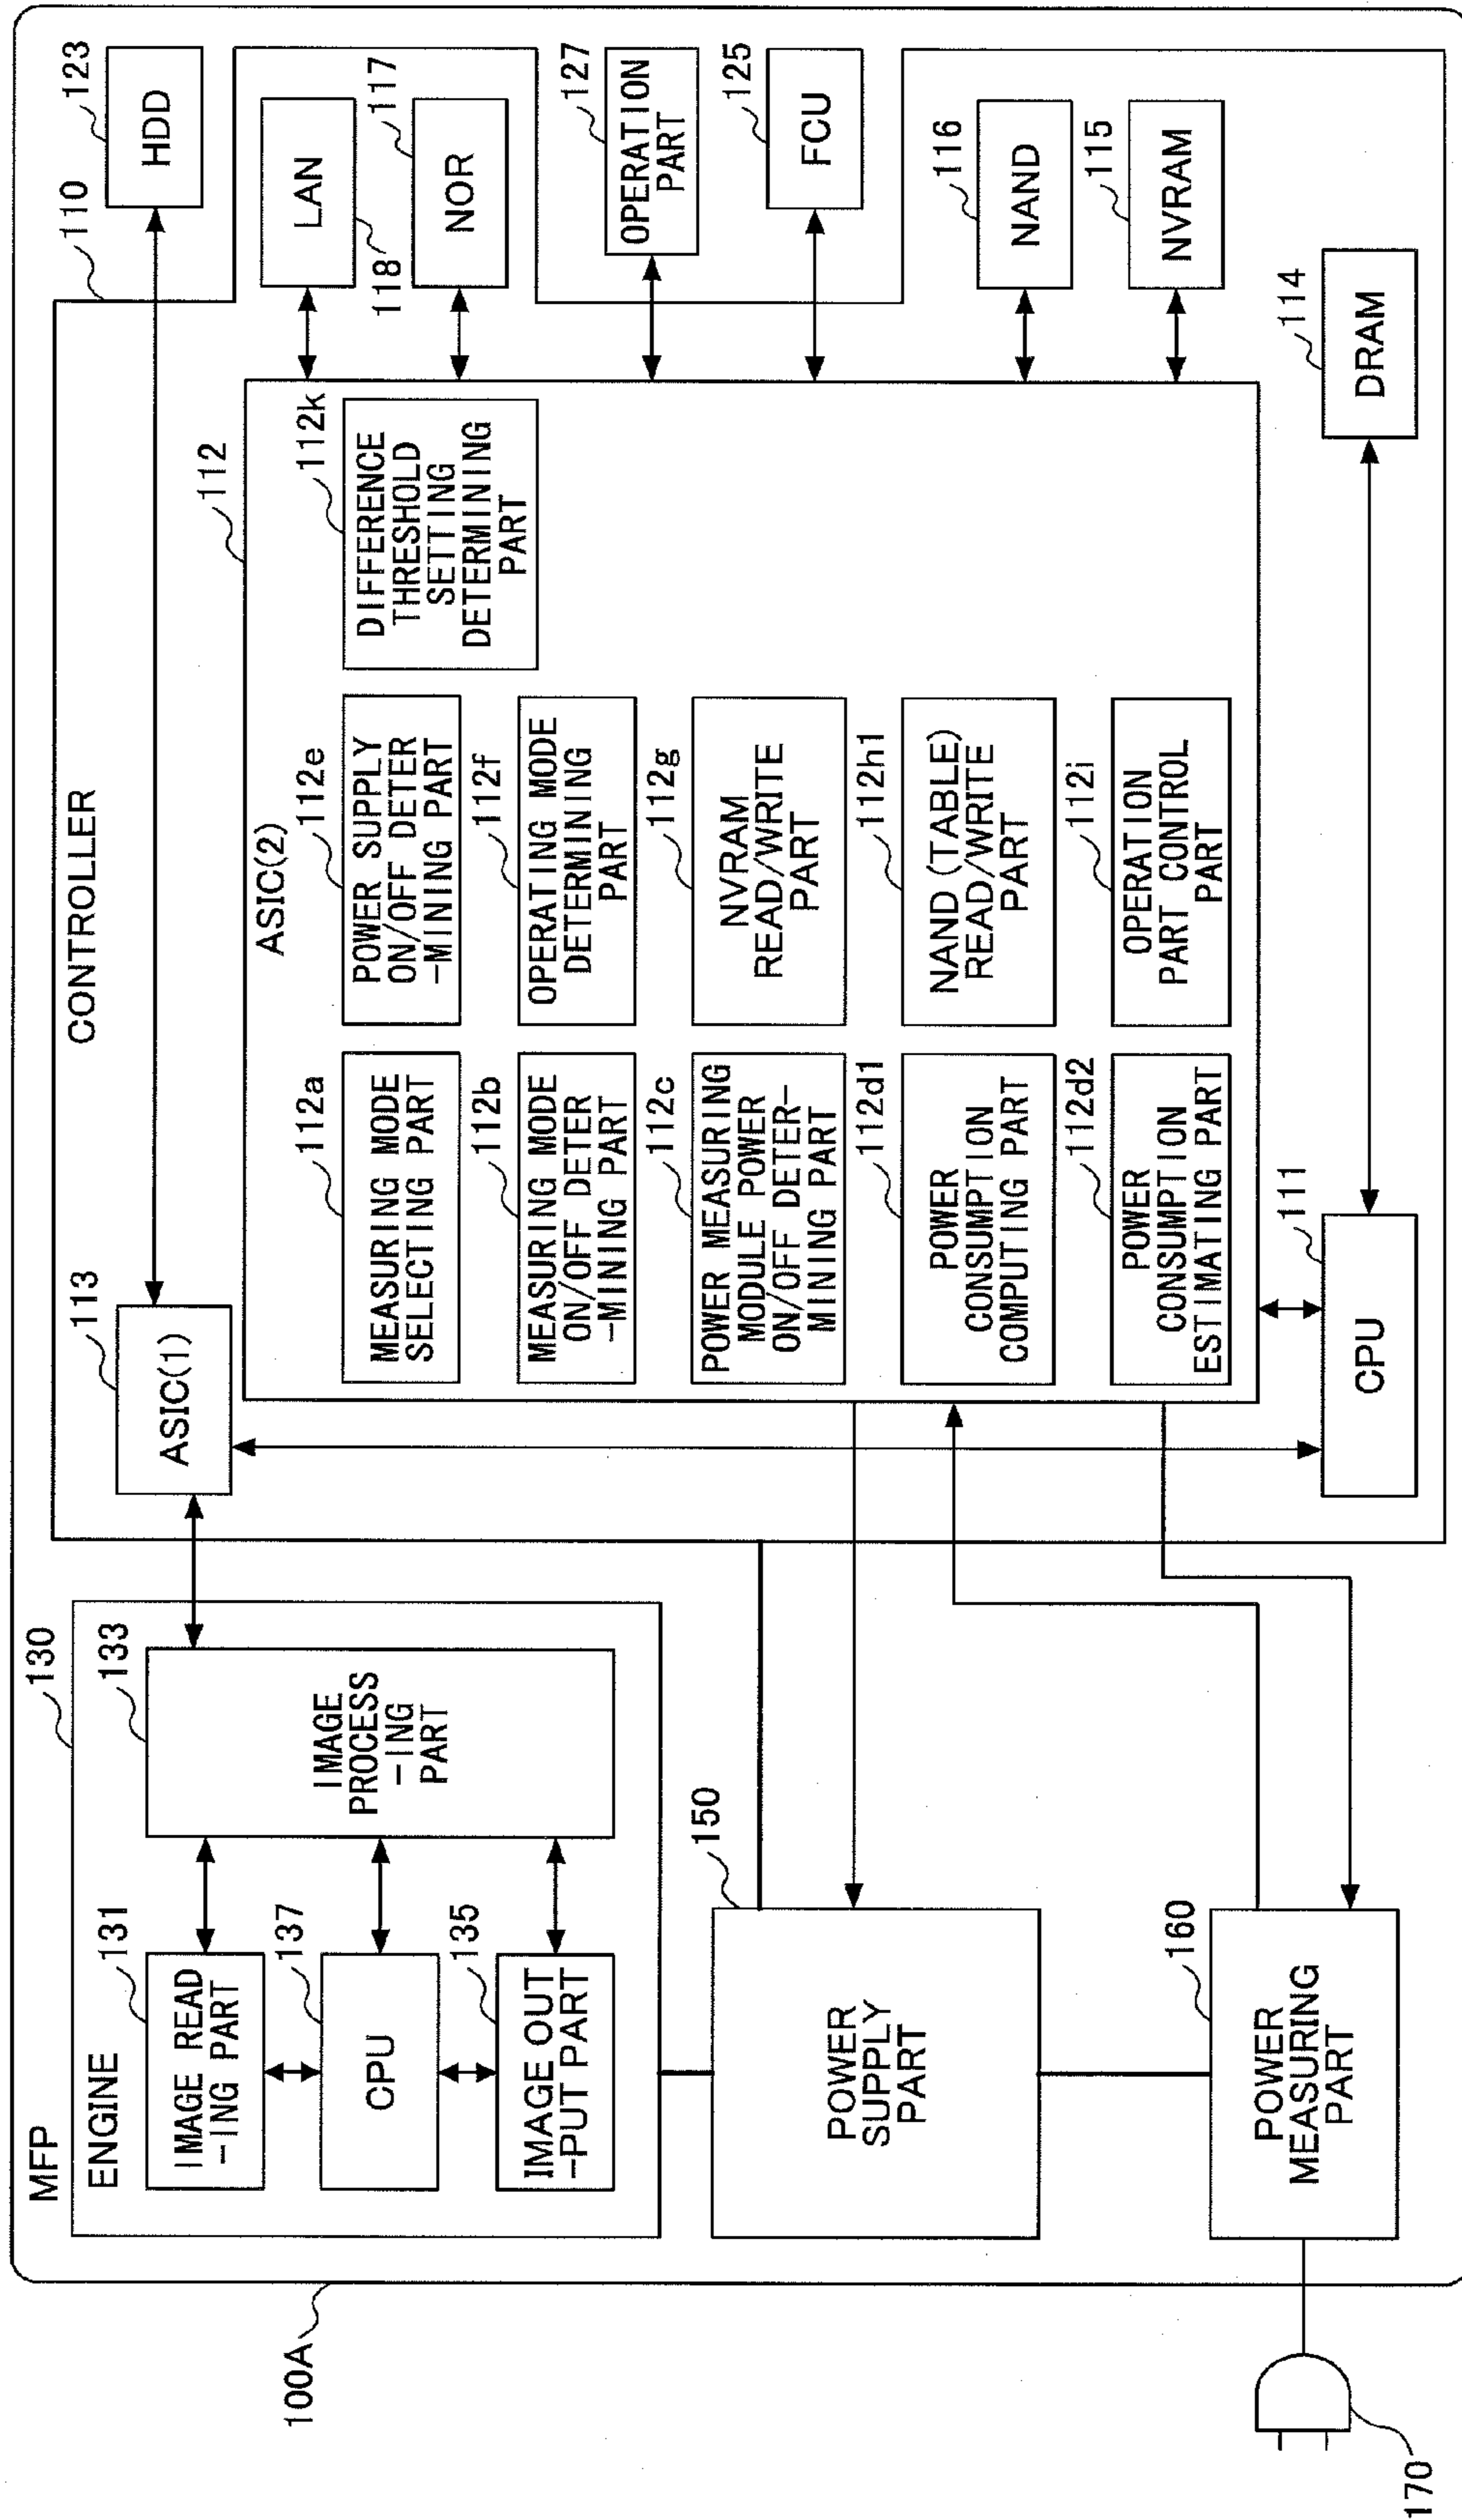 100A
MFP
130
ENGINE
131
IMAGE READ
-ING PART
137
CPU
135
IMAGE OUT
-PUT PART
133
IMAGE
PROCESS
-ING
PART
150
POWER
SUPPLY
PART
160
POWER
MEASURING
PART
170
CONTROLLER
110
113
ASIC(1)
123
HDD
112
ASIC(2)
112a
MEASURING MODE
SELECTING PART
112b
MEASURING MODE
ON/OFF DETER
-MINING PART
112c
POWER MEASURING
MODULE POWER
ON/OFF DETER-
MINING PART
112d1
POWER
CONSUMPTION
COMPUTING PART
112d2
POWER
CONSUMPTION
ESTIMATING PART
112e
POWER SUPPLY
ON/OFF DETER
-MINING PART
112f
OPERATING MODE
DETERMINING
PART
112g
NVRAM
READ/WRITE
PART
112h1
NAND (TABLE)
READ/WRITE
PART
112i
OPERATION
PART CONTROL
PART
112k
DIFFERENCE
THRESHOLD
SETTING
DETERMINING
PART
LAN
118
117
NOR
127
OPERATION
PART
125
FCU
116
NAND
115
NVRAM
114
DRAM
111
CPU